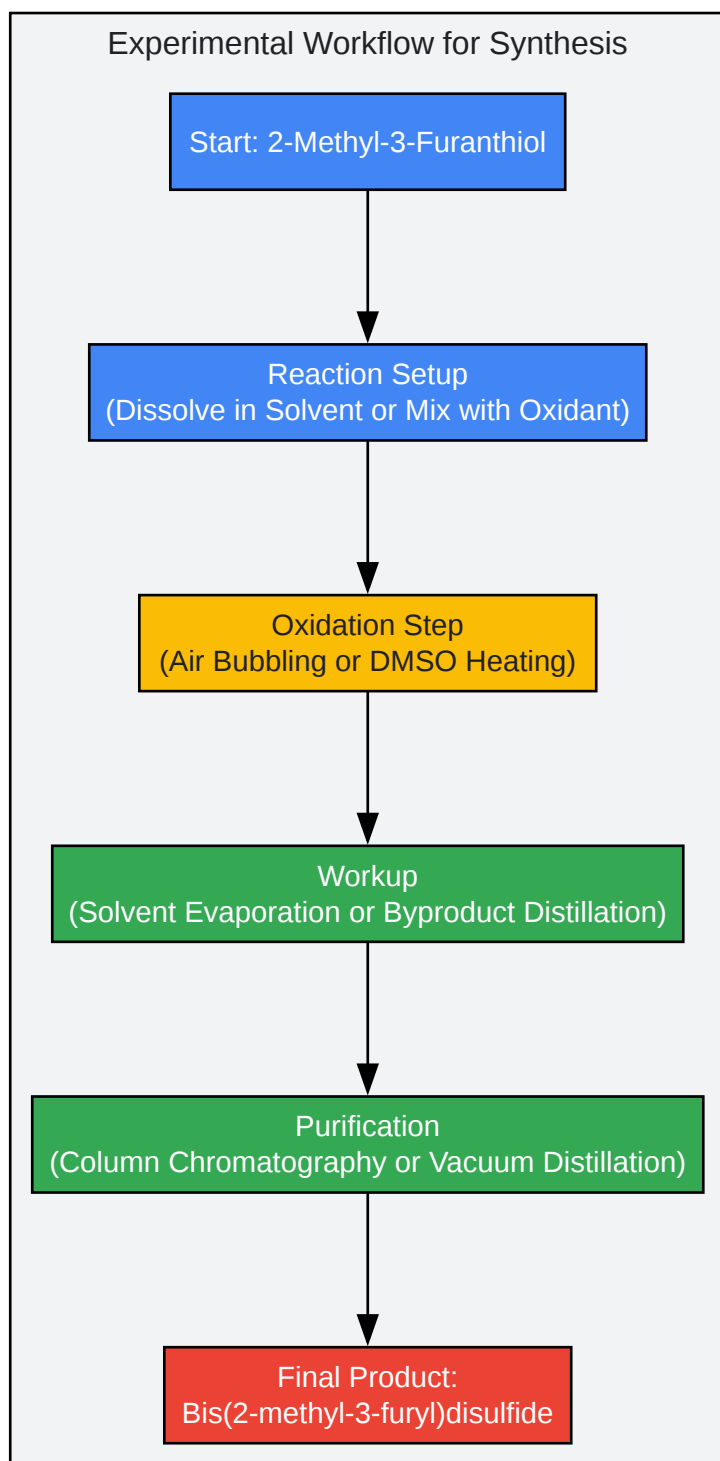 Experimental Workflow for Synthesis
Start: 2-Methyl-3-Furanthiol
Reaction Setup
(Dissolve in Solvent or Mix with Oxidant)
Oxidation Step
(Air Bubbling or DMSO Heating)
Workup
(Solvent Evaporation or Byproduct Distillation)
Purification
(Column Chromatography or Vacuum Distillation)
Final Product:
Bis(2-methyl-3-furyl)disulfide